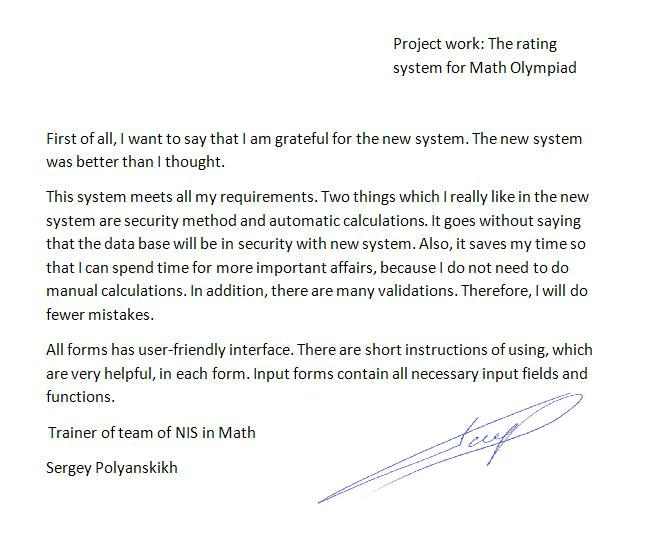 Project work: The rating
system for Math Olympiad
First of all, I want to say that I am grateful for the new system. The new system
was better than I thought.
This system meets all my requirements. Two things which I really like in the new
system are security method and automatic calculations. It goes without saying
that the data base will be in security with new system. Also, it saves my time so
that I can spend time for more important affairs, because I do not need to do
manual calculations. In addition, there are many validations. Therefore, I will do
fewer mistakes.
All forms has user-friendly interface. There are short instructions of using, which
are very helpful, in each form. Input forms contain all necessary input fields and
functions.
Trainer of team of NIS in Math
Sergey Polyanskikh